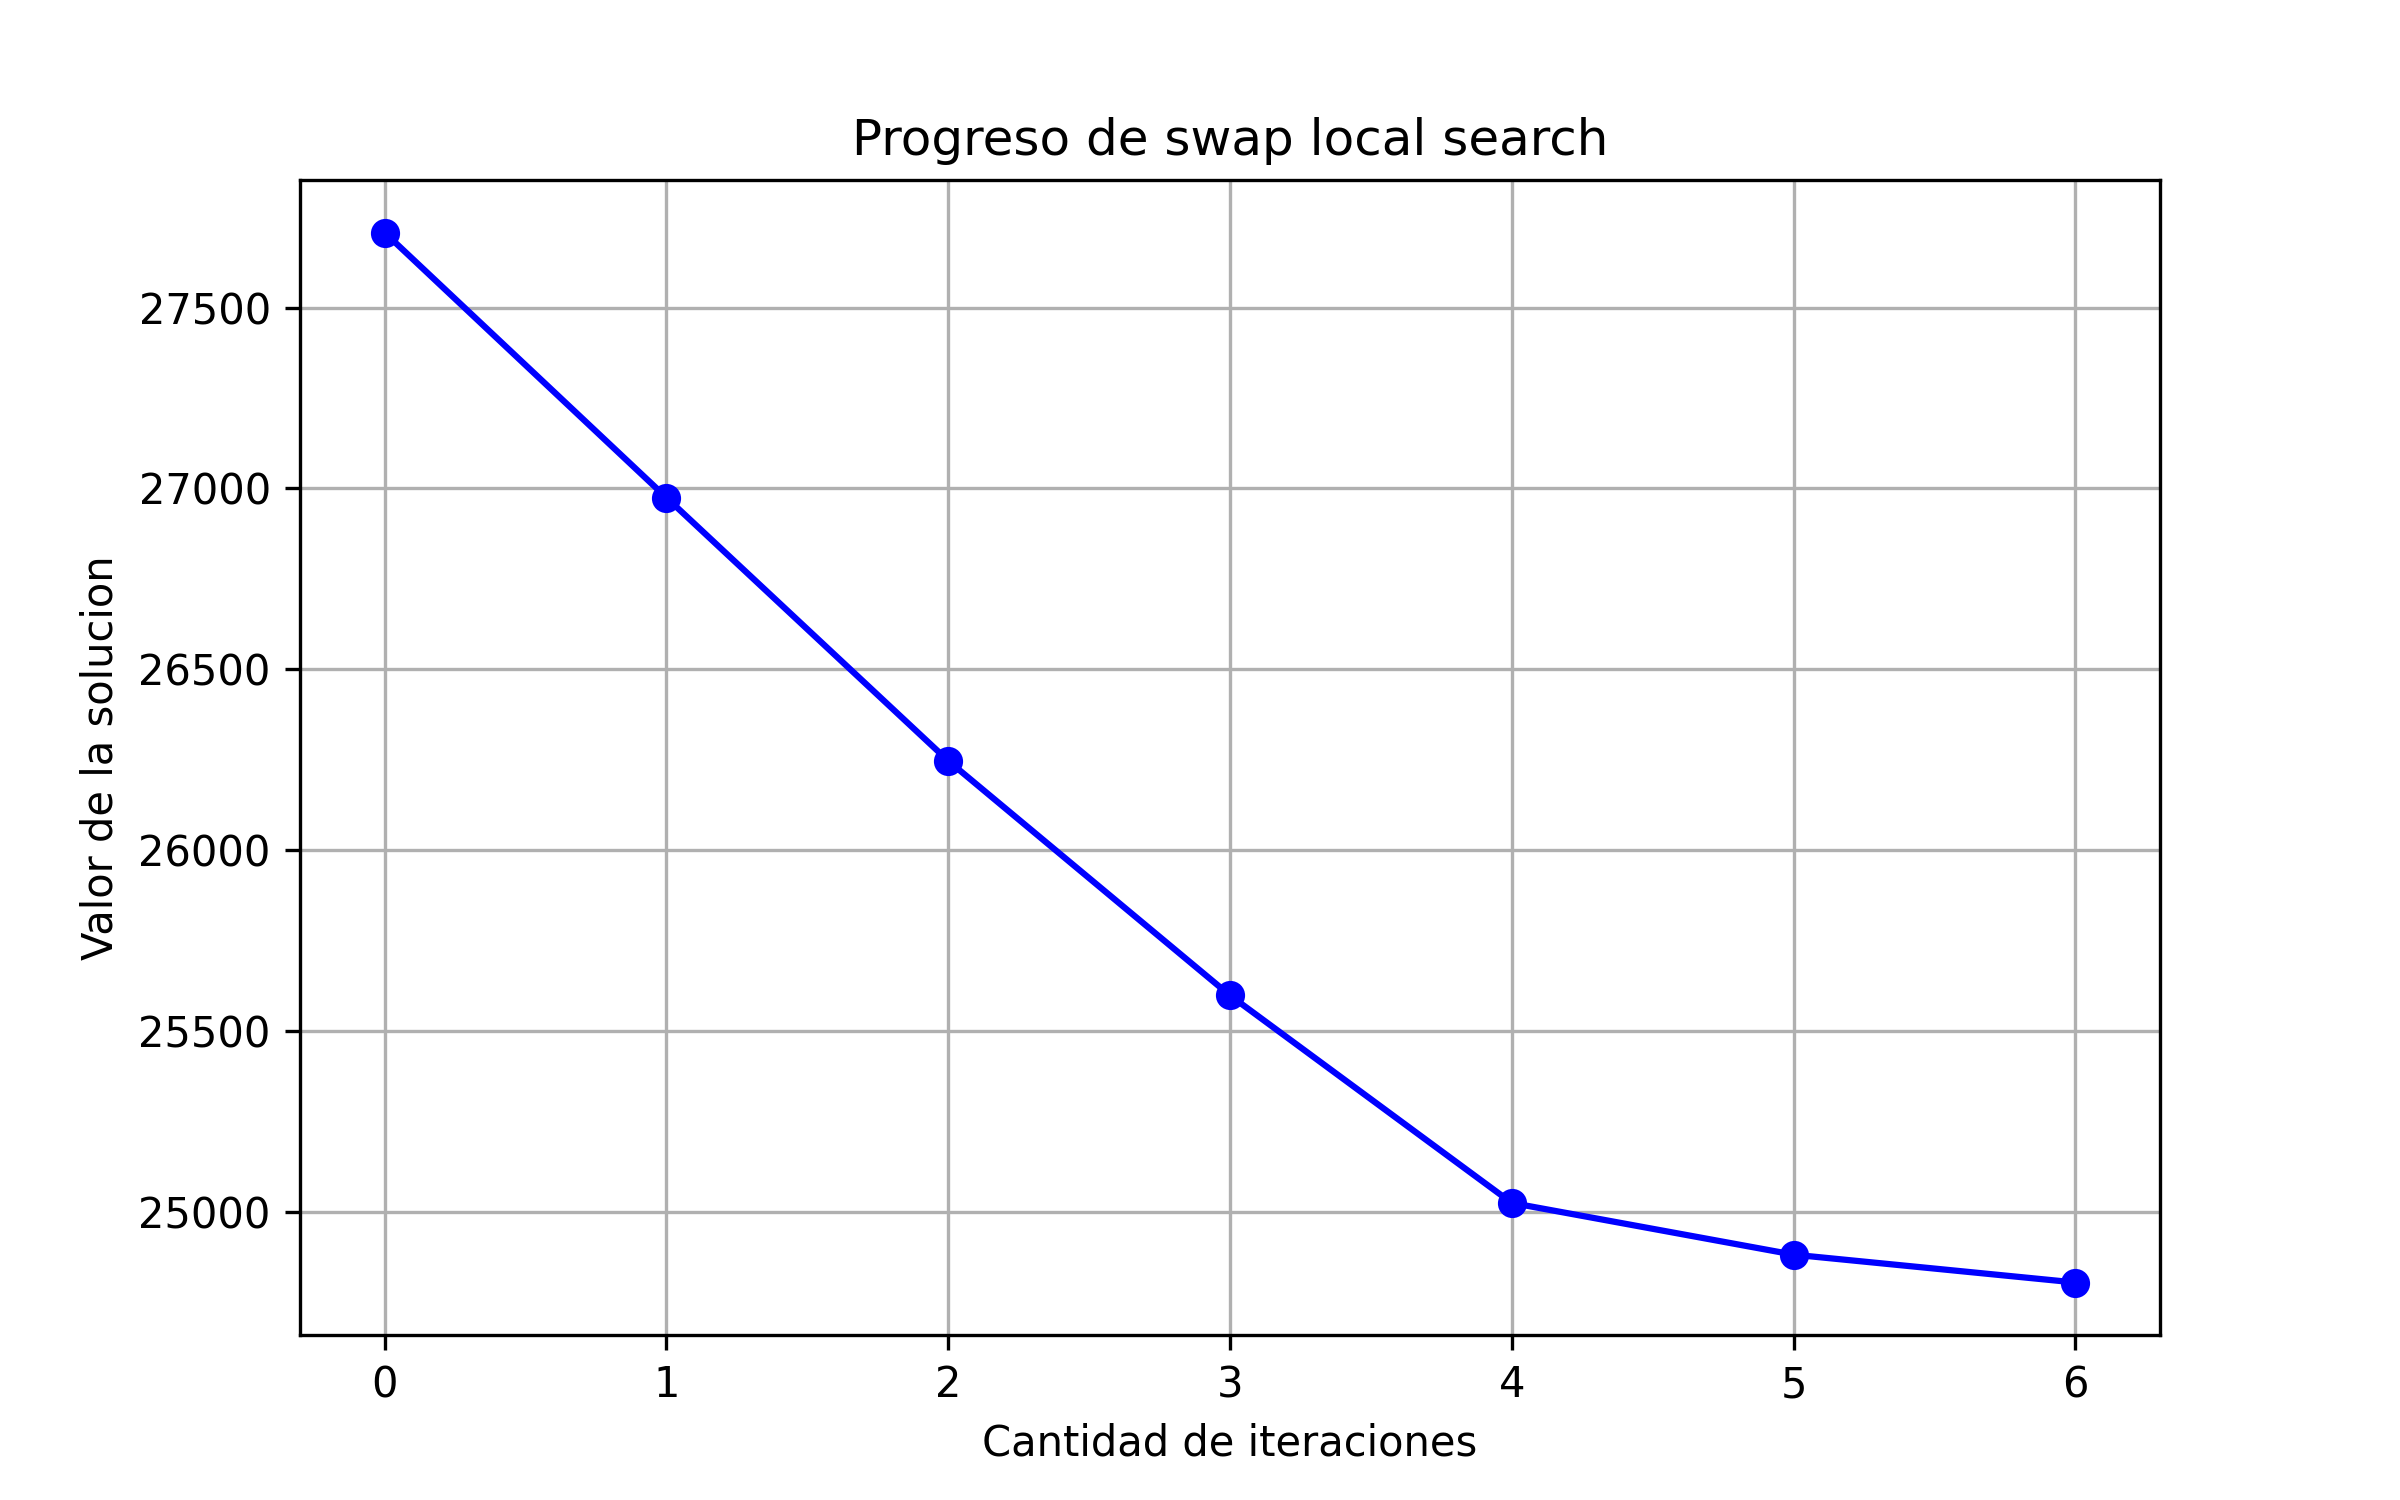 Progreso de swap local search
Valor de la solucion
27500
27000
26500
26000
25500
25000
0 1 2 3 4 5 6
Cantidad de iteraciones